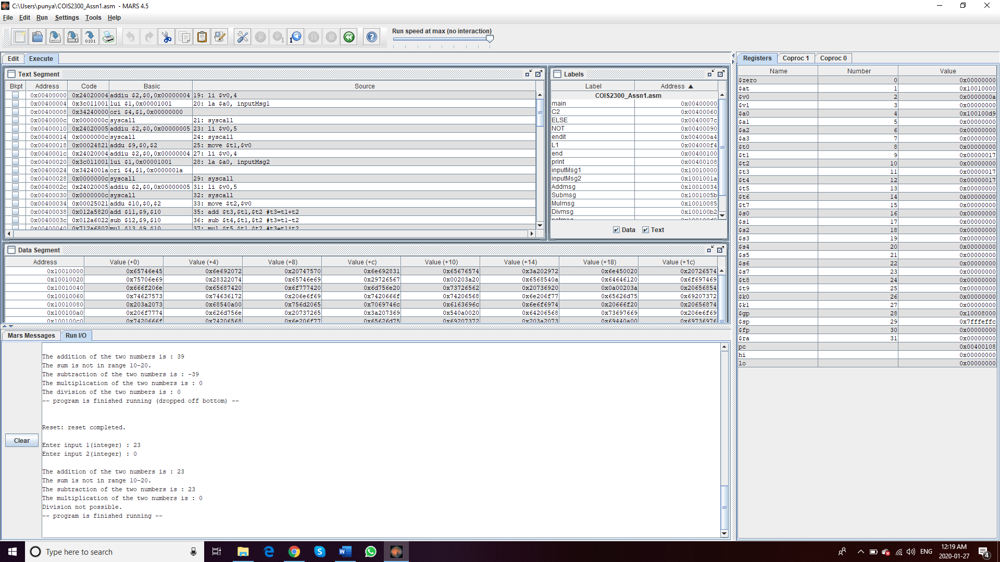 C:\Users\punya\COIS2300_Assn1.asm - MARS 4.5
File Edit Run Settings Tools Help
Run speed at max (no interaction)
Edit Execute
Text Segment
Bkpt Address Code Basic Source
0x00400000 0x24020004 addiu $2,$0,0x00000004 19: li $v0,4
0x00400004 0x3c011001 lui $1,0x00001001 20: la $a0, inputMsg1
0x00400008 0x34240000 ori $4,$1,0x00000000
0x0040000c 0x0000000c syscall 21: syscall
0x00400010 0x24020005 addiu $2,$0,0x00000005 23: li $v0,5
0x00400014 0x0000000c syscall 24: syscall
0x00400018 0x00024821 addu $9,$0,$2 25: move $t1,$v0
0x0040001c 0x24020004 addiu $2,$0,0x00000004 27: li $v0,4
0x00400020 0x3c011001 lui $1,0x00001001 28: la $a0, inputMsg2
0x00400024 0x3424001a ori $4,$1,0x0000001a
0x00400028 0x0000000c syscall 29: syscall
0x0040002c 0x24020005 addiu $2,$0,0x00000005 31: li $v0,5
0x00400030 0x0000000c syscall 32: syscall
0x00400034 0x00025021 addu $10,$0,$2 33: move $t2,$v0
0x00400038 0x012a5820 add $11,$9,$10 35: add $t3,$t1,$t2 #t3=t1+t2
0x0040003c 0x012a6022 sub $12,$9,$10 36: sub $t4,$t1,$t2 #t3=t1-t2
0x00400040 0x712a6802 mul $13,$9,$10 37: mul $t5,$t1,$t2 #t3=t1*t2
Labels
Label Address ▲
COIS2300_Assn1.asm
main 0x00400000
C2 0x00400060
ELSE 0x0040007c
NOT 0x00400090
endit 0x004000a4
L1 0x004000f4
end 0x00400100
print 0x00400108
inputMsg1 0x10010000
inputMsg2 0x1001001a
Addmsg 0x10010034
Submsg 0x1001005b
Mulmsg 0x10010085
Divmsg 0x100100b2
Data Text
Data Segment
Address Value (+0) Value (+4) Value (+8) Value (+c) Value (+10) Value (+14) Value (+18) Value (+1c)
0x10010000 0x65746e45 0x6e692072 0x20747570 0x6e692831 0x65676574 0x3a202972 0x6e450020 0x20726574
0x10010020 0x75706e69 0x28322074 0x65746e69 0x29726567 0x00203a20 0x6568540a 0x64646120 0x6f697469
0x10010040 0x666f206e 0x65687420 0x6f777420 0x6d756e20 0x73726562 0x20736920 0x0a00203a 0x20656854
0x10010060 0x74627573 0x74636172 0x206e6f69 0x7420666f 0x74206568 0x6e206f77 0x65626d75 0x69207372
0x10010080 0x203a2073 0x68540a00 0x756d2065 0x7069746c 0x6163696c 0x6e6f6974 0x20666f20 0x20656874
0x100100a0 0x206f7774 0x626d756e 0x20737265 0x3a207369 0x540a0020 0x64206568 0x73697669 0x206e6f69
0x100100c0 0x7420666f 0x74206568 0x6e206f77 0x65626d75 0x69207372 0x203a2073 0x69440a00 0x69736976
Mars Messages Run I/O
The addition of the two numbers is : 39
The sum is not in range 10-20.
The subtraction of the two numbers is : -39
The multiplication of the two numbers is : 0
The division of the two numbers is : 0
-- program is finished running (dropped off bottom) --
Reset: reset completed.
Clear
Enter input 1(integer) : 23
Enter input 2(integer) : 0
The addition of the two numbers is : 23
The sum is not in range 10-20.
The subtraction of the two numbers is : 23
The multiplication of the two numbers is : 0
Division not possible.
-- program is finished running --
Registers Coproc 1 Coproc 0
Name Number Value
$zero 0 0x00000000
$at 1 0x10010000
$v0 2 0x0000000a
$v1 3 0x00000000
$a0 4 0x100100d9
$a1 5 0x00000000
$a2 6 0x00000000
$a3 7 0x00000000
$t0 8 0x00000000
$t1 9 0x00000017
$t2 10 0x00000000
$t3 11 0x00000017
$t4 12 0x00000017
$t5 13 0x00000000
$t6 14 0x00000000
$t7 15 0x00000000
$s0 16 0x00000000
$s1 17 0x00000000
$s2 18 0x00000000
$s3 19 0x00000000
$s4 20 0x00000000
$s5 21 0x00000000
$s6 22 0x00000000
$s7 23 0x00000000
$t8 24 0x00000000
$t9 25 0x00000000
$k0 26 0x00000000
$k1 27 0x00000000
$gp 28 0x10008000
$sp 29 0x7fffeffc
$fp 30 0x00000000
$ra 31 0x00000000
pc 0x00400108
hi 0x00000000
lo 0x00000000
Type here to search
ENG
12:19 AM
2020-01-27
4